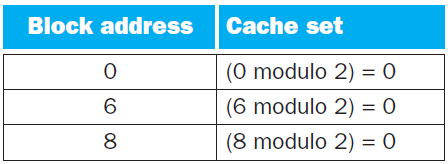 Block address Cache set
0 (0 modulo 2) = 0
6 (6 modulo 2) = 0
8 (8 modulo 2) = 0